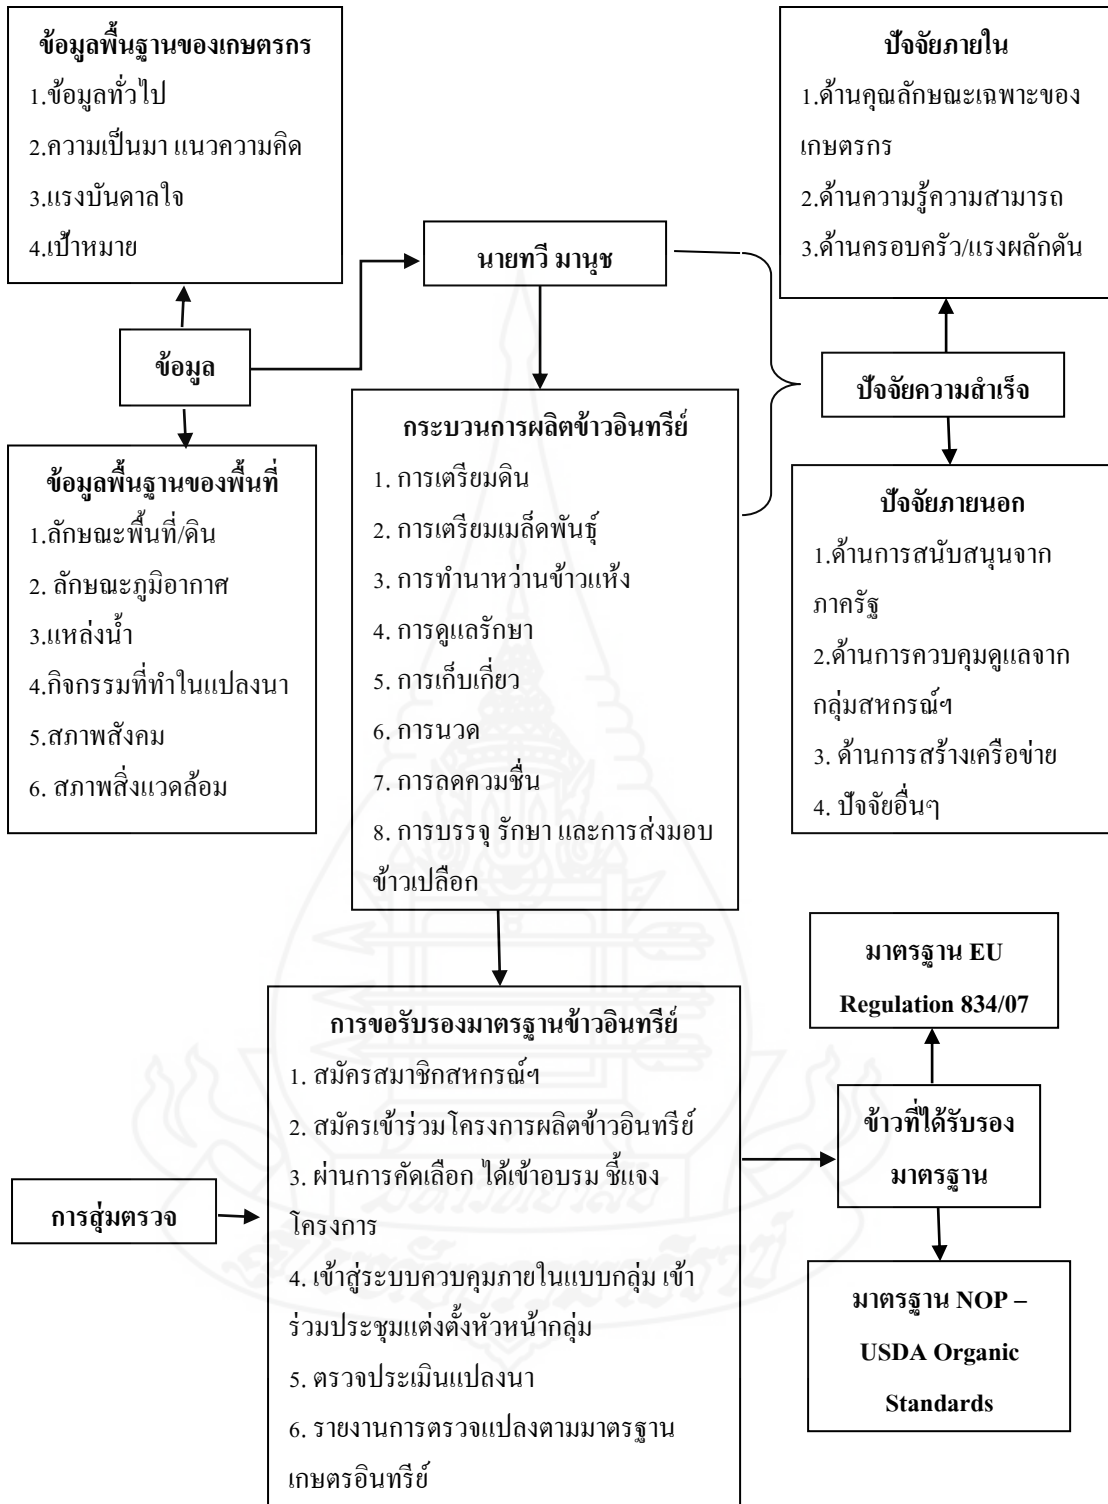 ข้อมูลพื้นฐานของเกษตรกร
1.ข้อมูลทั่วไป
2.ความเป็นมา แนวความคิด
3.แรงบันดาลใจ
4.เป้าหมาย
ปัจจัยภายใน
1.ด้านคุณลักษณะเฉพาะของ
เกษตรกร
2.ด้านความรู้ความสามารถ
3.ด้านครอบครัว/แรงผลักดัน
นายทวี มานุช
ข้อมูล
ปัจจัยความสำเร็จ
ข้อมูลพื้นฐานของพื้นที่
1.ลักษณะพื้นที่/ดิน
2. ลักษณะภูมิอากาศ
3.แหล่งน้ำ
4.กิจกรรมที่ทำในแปลงนา
5.สภาพสังคม
6. สภาพสิ่งแวดล้อม
กระบวนการผลิตข้าวอินทรีย์
1. การเตรียมดิน
2. การเตรียมเมล็ดพันธุ์
3. การทำนาหว่านข้าวแห้ง
4. การดูแลรักษา
5. การเก็บเกี่ยว
6. การนวด
7. การลดควมชื่น
8. การบรรจุ รักษา และการส่งมอบ
ข้าวเปลือก
ปัจจัยภายนอก
1.ด้านการสนับสนุนจาก
ภาครัฐ
2.ด้านการควบคุมดูแลจาก
กลุ่มสหกรณ์ฯ
3. ด้านการสร้างเครือข่าย
4. ปัจจัยอื่นๆ
การขอรับรองมาตรฐานข้าวอินทรีย์
1. สมัครสมาชิกสหกรณ์ฯ
2. สมัครเข้าร่วมโครงการผลิตข้าวอินทรีย์
3. ผ่านการคัดเลือก ได้เข้าอบรม ชี้แจง
โครงการ
4. เข้าสู่ระบบควบคุมภายในแบบกลุ่ม เข้า
ร่วมประชุมแต่งตั้งหัวหน้ากลุ่ม
5. ตรวจประเมินแปลงนา
6. รายงานการตรวจแปลงตามมาตรฐาน
เกษตรอินทรีย์
การสุ่มตรวจ
มาตรฐาน EU
Regulation 834/07
ข้าวที่ได้รับรอง
มาตรฐาน
มาตรฐาน NOP –
USDA Organic
Standards
มหาวิทยาลัย
สุโขทัยธรรมาธิราช